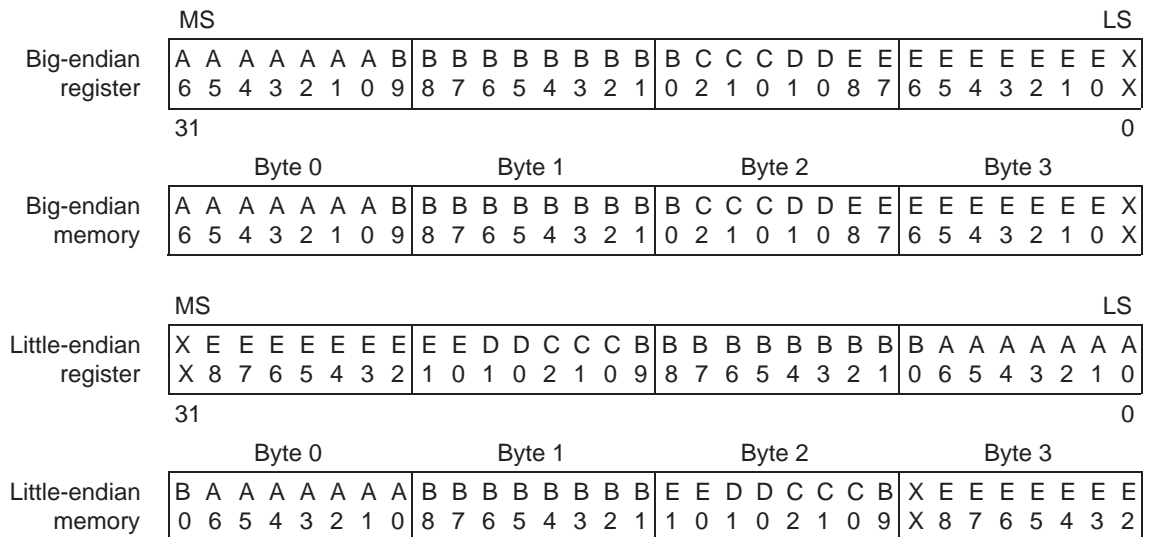 MS LS
Big-endian A A A A A A A B B B B B B B B B B C C C D D E E E E E E E E E X
register 6 5 4 3 2 1 0 9 8 7 6 5 4 3 2 1 0 2 1 0 1 0 8 7 6 5 4 3 2 1 0 X
31 0
Byte 0 Byte 1 Byte 2 Byte 3
Big-endian A A A A A A A B B B B B B B B B B C C C D D E E E E E E E E E X
memory 6 5 4 3 2 1 0 9 8 7 6 5 4 3 2 1 0 2 1 0 1 0 8 7 6 5 4 3 2 1 0 X
MS LS
Little-endian X E E E E E E E E E D D C C C B B B B B B B B B B A A A A A A A
register X 8 7 6 5 4 3 2 1 0 1 0 2 1 0 9 8 7 6 5 4 3 2 1 0 6 5 4 3 2 1 0
31 0
Byte 0 Byte 1 Byte 2 Byte 3
Little-endian B A A A A A A A B B B B B B B B E E D D C C C B X E E E E E E E
memory 0 6 5 4 3 2 1 0 8 7 6 5 4 3 2 1 1 0 1 0 2 1 0 9 X 8 7 6 5 4 3 2